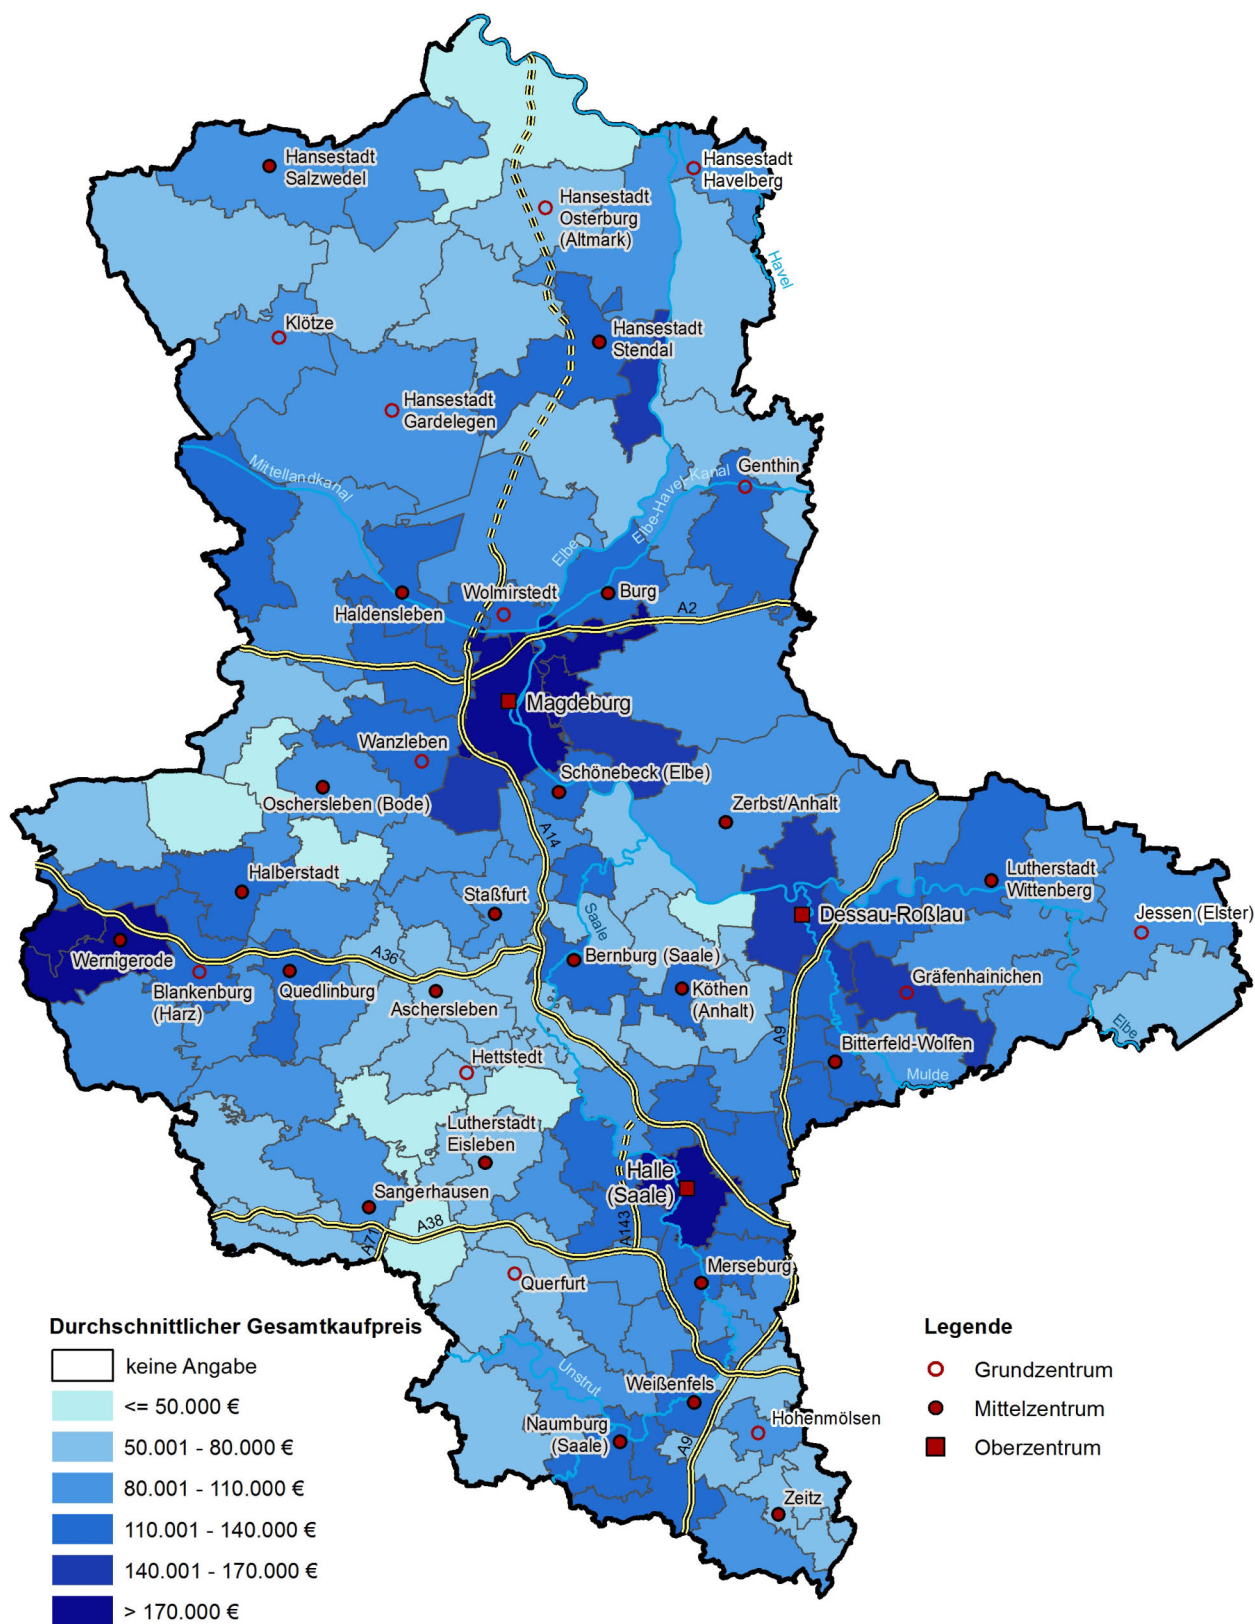 Hansestadt
Salzwedel
Hansestadt
Havelberg
Hansestadt
Osterburg
(Altmark)
Havel
Klötze
Hansestadt
Stendal
Hansestadt
Gardelegen
Mittellandkanal
Genthin
Elbe-Havel-Kanal
Elbe
Wolmirstedt
Burg
Haldensleben
A2
Magdeburg
Wanzleben
Schönebeck (Elbe)
Oschersleben (Bode)
Zerbst/Anhalt
A14
Halberstadt
Lutherstadt
Wittenberg
Staßfurt
Saale
Dessau-Roßlau
Jessen (Elster)
Wernigerode
A36
Bernburg (Saale)
Blankenburg
(Harz)
Quedlinburg
Aschersleben
Köthen
(Anhalt)
Gräfenhainichen
A9
Elbe
Bitterfeld-Wolfen
Mulde
Hettstedt
Lutherstadt
Eisleben
Halle
(Saale)
Sangerhausen
A38
A71
A143
Merseburg
Querfurt
Unstrut
Weißenfels
Naumburg
(Saale)
A9
Hohenmölsen
Zeitz
Durchschnittlicher Gesamtkaufpreis
keine Angabe
<= 50.000 €
50.001 - 80.000 €
80.001 - 110.000 €
110.001 - 140.000 €
140.001 - 170.000 €
> 170.000 €
Legende
Grundzentrum
Mittelzentrum
Oberzentrum